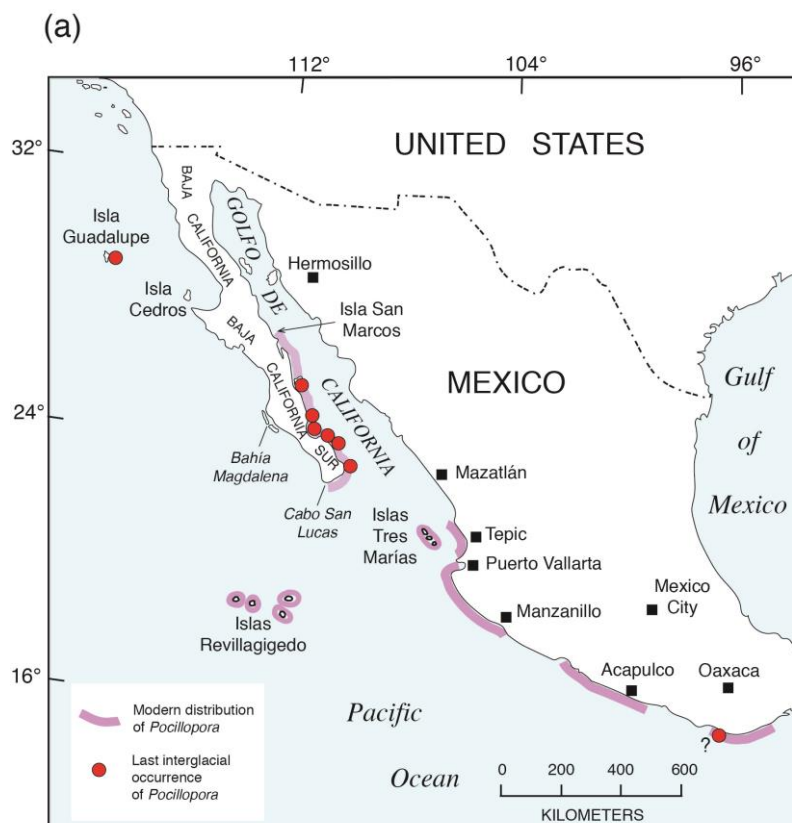 (a)
112°
104
96°
32°
UNITED STATES
BAJA
CALIFORNIA
GOLFO
DE
CALIFORNIA
Isla
Guadalupe
Hermosillo
Isla
Cedros
Isla San
Marcos
BAJA
CALIFORNIA
SUR
MEXICO
Gulf
of
Mexico
24°
Bahía
Magdalena
Mazatlán
Cabo San
Lucas
Islas
Tres
Marías
Tepic
Puerto Vallarta
Islas
Revillagigedo
Manzanillo
Mexico
City
16°
Acapulco
Oaxaca
Modern distribution
of Pocillopora
Last interglacial
occurrence
of Pocillopora
Pacific
Ocean
?
0 200 400 600
KILOMETERS